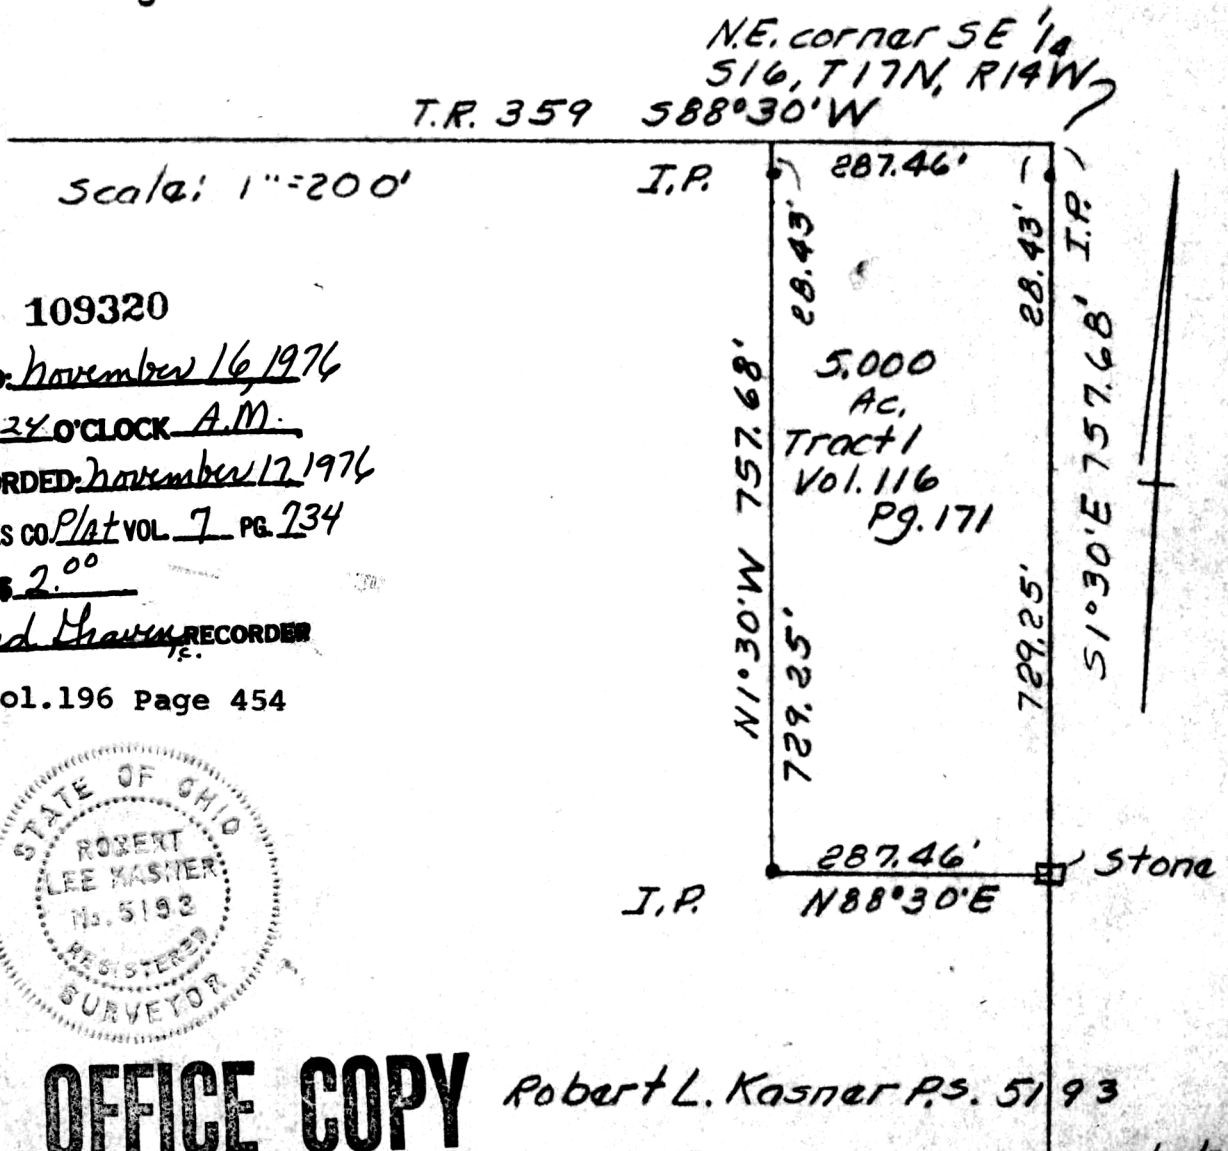 N.E. corner SE 1/4
S16, T17N, R14W
T.R. 359 S88°30'W
Scale: 1"=200'
I.P.
287.46'
28.43'
28.43'
I.P.
109320
November 16, 1976
24 O'CLOCK A.M.
RDED: November 17, 1976
S CO. Plat VOL. 7 PG. 234
$ 2.00
RECORDER
ol.196 Page 454
N1°30'W 757.68'
729.25'
5.000
Ac.
Tract 1
Vol. 116
Pg. 171
729.25'
S1°30'E 757.68'
287.46'
Stone
I.P.
N88°30'E
STATE OF OHIO
ROBERT
LEE KASNER
No. 5193
REGISTERED
SURVEYOR
OFFICE COPY
Robert L. Kasner P.S. 5193